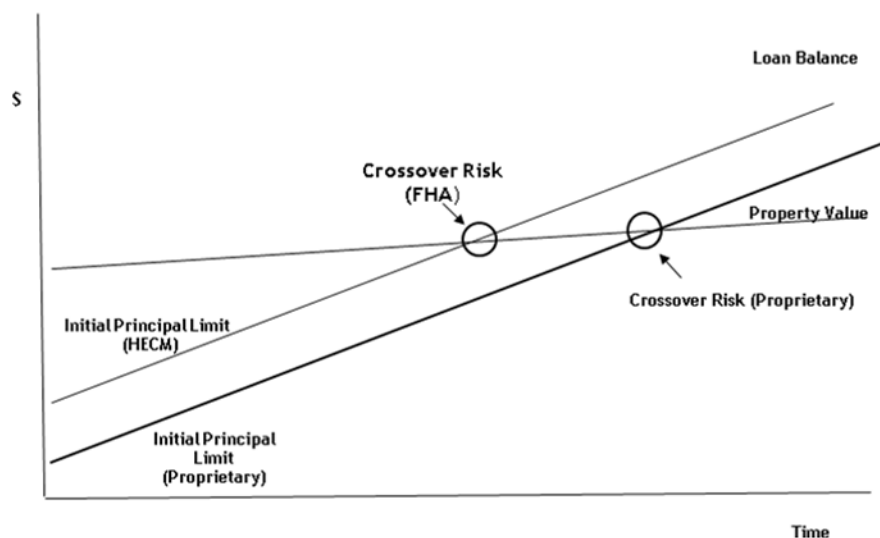 Loan Balance
$
Crossover Risk
(FHA)
Property Value
Crossover Risk (Proprietary)
Initial Principal Limit
(HECM)
Initial Principal
Limit
(Proprietary)
Time